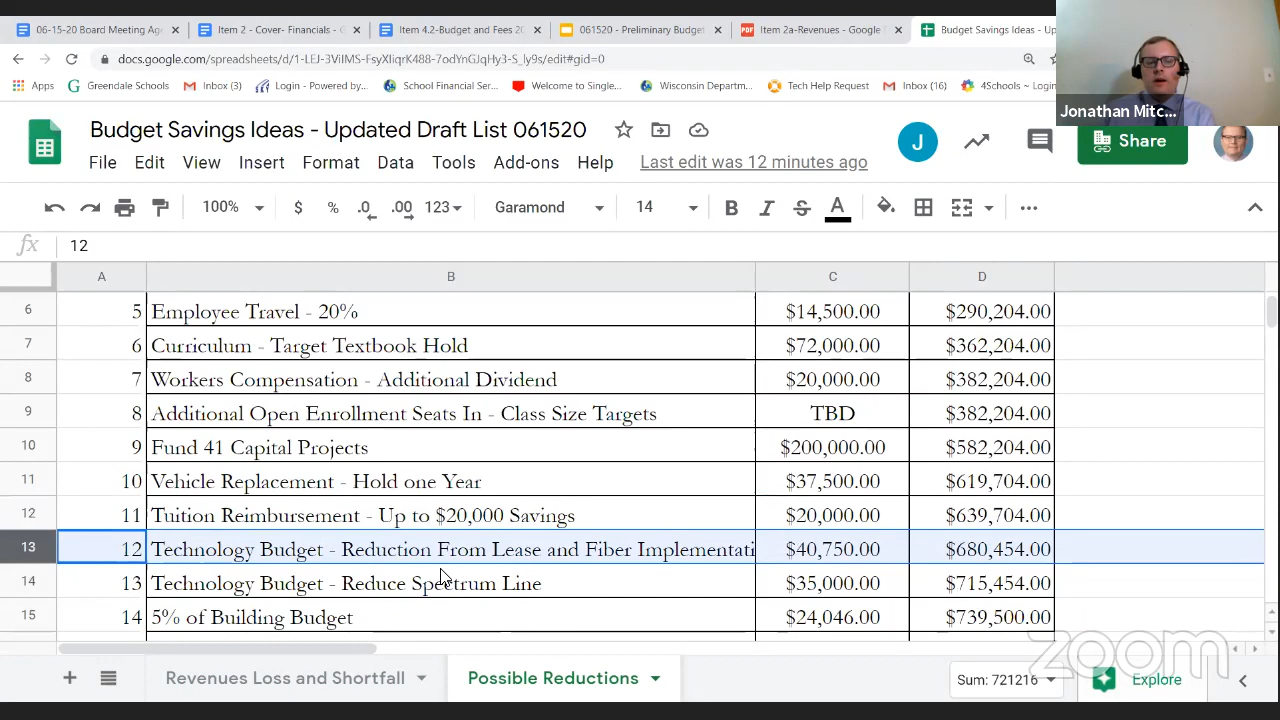 06-15-20 Board Meeting Age
Item 2 - Cover- Financials - G
Item 4.2-Budget and Fees 20
061520 - Preliminary Budget
PDF Item 2a-Revenues - Google
Budget Savings Ideas - Up
docs.google.com/spreadsheets/d/1-LEJ-3VilMz-FsyXIiqrK488-7odYnGJqHy3-S_ly9s/edit#gid=0
Apps
Greendale Schools
Inbox (3)
Login - Powered by...
School Financial Ser...
Welcome to Single...
Wisconsin Departm...
Tech Help Request
Inbox (16)
4Schools ~ Login
Jonathan Mitc...
Budget Savings Ideas - Updated Draft List 061520
J
Share
File Edit View Insert Format Data Tools Add-ons Help Last edit was 12 minutes ago
100% $ % .0 .00 123 Garamond 14 B I S A
fx 12
A B C D
6 5 Employee Travel - 20% $14,500.00 $290,204.00
7 6 Curriculum - Target Textbook Hold $72,000.00 $362,204.00
8 7 Workers Compensation - Additional Dividend $20,000.00 $382,204.00
9 8 Additional Open Enrollment Seats In - Class Size Targets TBD $382,204.00
10 9 Fund 41 Capital Projects $200,000.00 $582,204.00
11 10 Vehicle Replacement - Hold one Year $37,500.00 $619,704.00
12 11 Tuition Reimbursement - Up to $20,000 Savings $20,000.00 $639,704.00
13 12 Technology Budget - Reduction From Lease and Fiber Implementati $40,750.00 $680,454.00
14 13 Technology Budget - Reduce Spectrum Line $35,000.00 $715,454.00
15 14 5% of Building Budget $24,046.00 $739,500.00
zoom
Revenues Loss and Shortfall
Possible Reductions
Sum: 721216
Explore